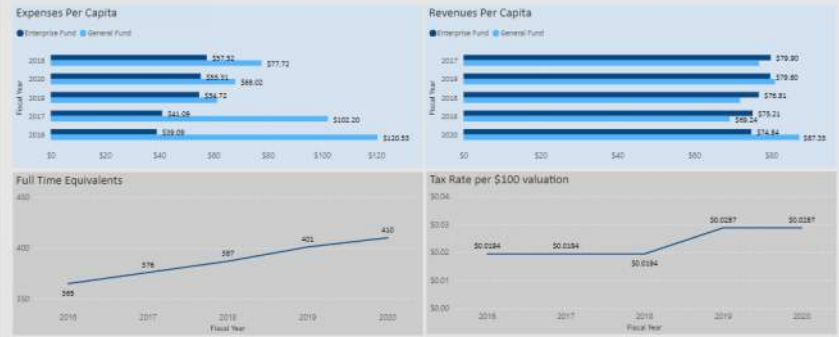 Expenses Per Capita
Enterprise Fund General Fund
Fiscal Year
2018 $57.52 $77.72
2020 $55.31 $68.02
2019 $54.72
2017 $41.09 $102.20
2016 $39.09 $120.53
$0 $20 $40 $60 $80 $100 $120
Revenues Per Capita
Enterprise Fund General Fund
Fiscal Year
2017 $79.90
2019 $79.80
2016 $76.81
2018 $75.21 $69.24
2020 $74.84
$0 $20 $40 $60 $80
Full Time Equivalents
450
400
350
365 376 387 401 410
2016 2017 2018 2019 2020
Fiscal Year
Tax Rate per $100 valuation
$0.04
$0.03
$0.02
$0.01
$0.00
$0.0194 $0.0194 $0.0194 $0.0287 $0.0287
2016 2017 2018 2019 2020
Fiscal Year